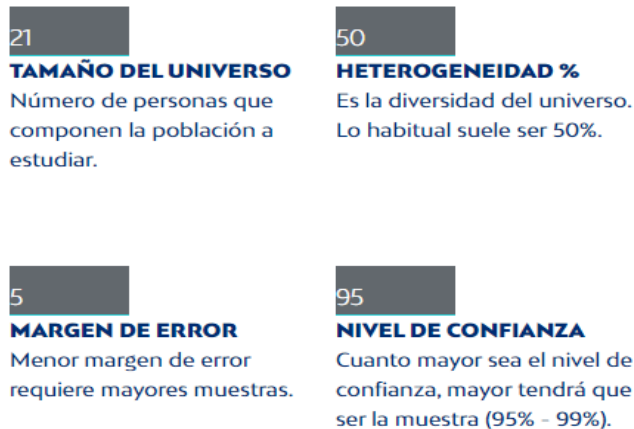 21
TAMAÑO DEL UNIVERSO
Número de personas que
componen la población a
estudiar.
50
HETEROGENEIDAD %
Es la diversidad del universo.
Lo habitual suele ser 50%.
5
MARGEN DE ERROR
Menor margen de error
requiere mayores muestras.
95
NIVEL DE CONFIANZA
Cuanto mayor sea el nivel de
confianza, mayor tendrá que
ser la muestra (95% - 99%).